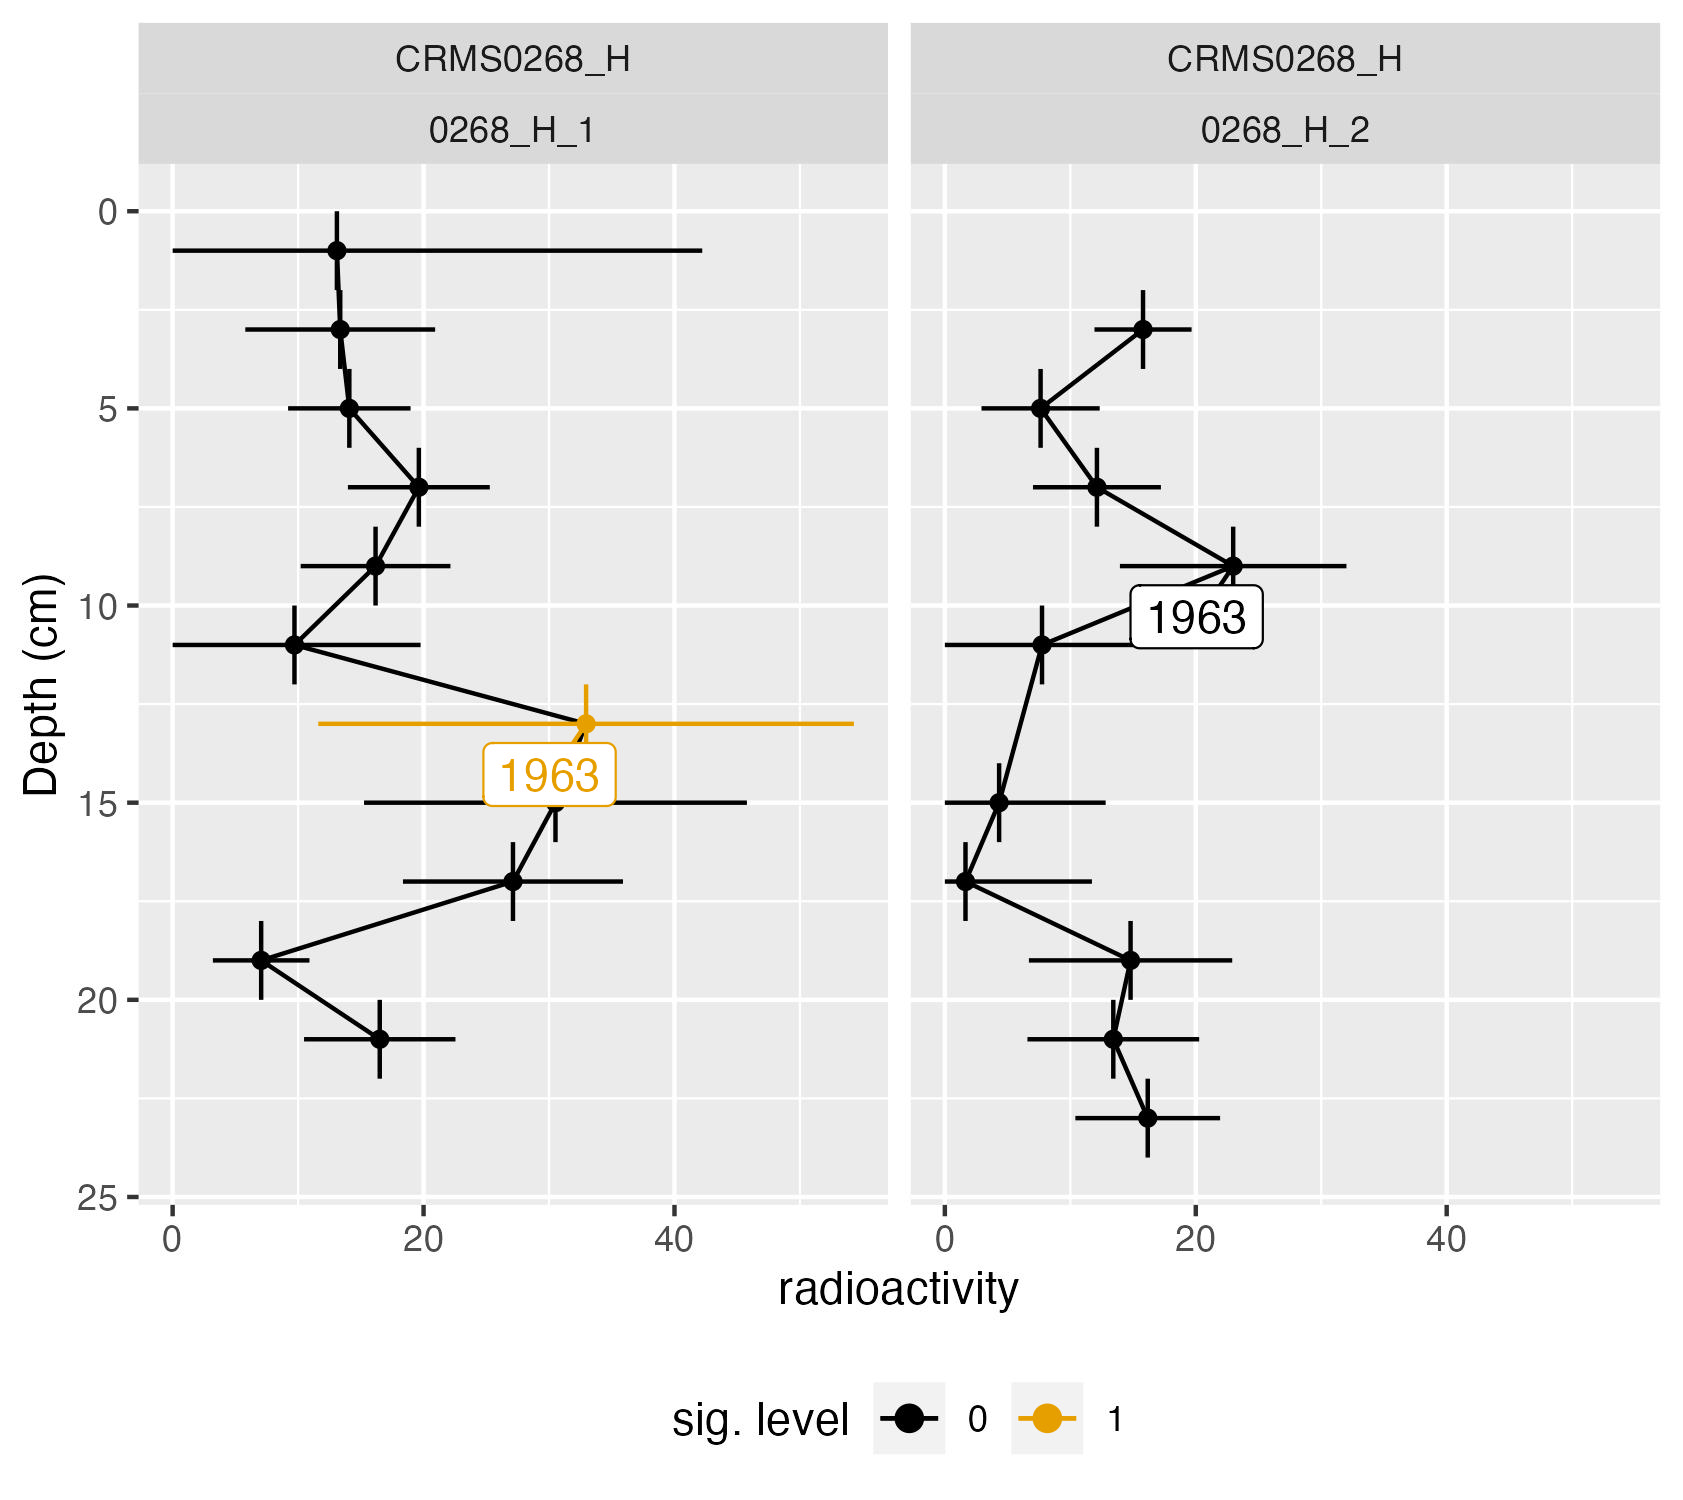 CRMS0268_H CRMS0268_H
0268_H_1 0268_H_2
Depth (cm)
0
5
10
15
20
25
1963
1963
0 20 40 0 20 40
radioactivity
sig. level 0 1